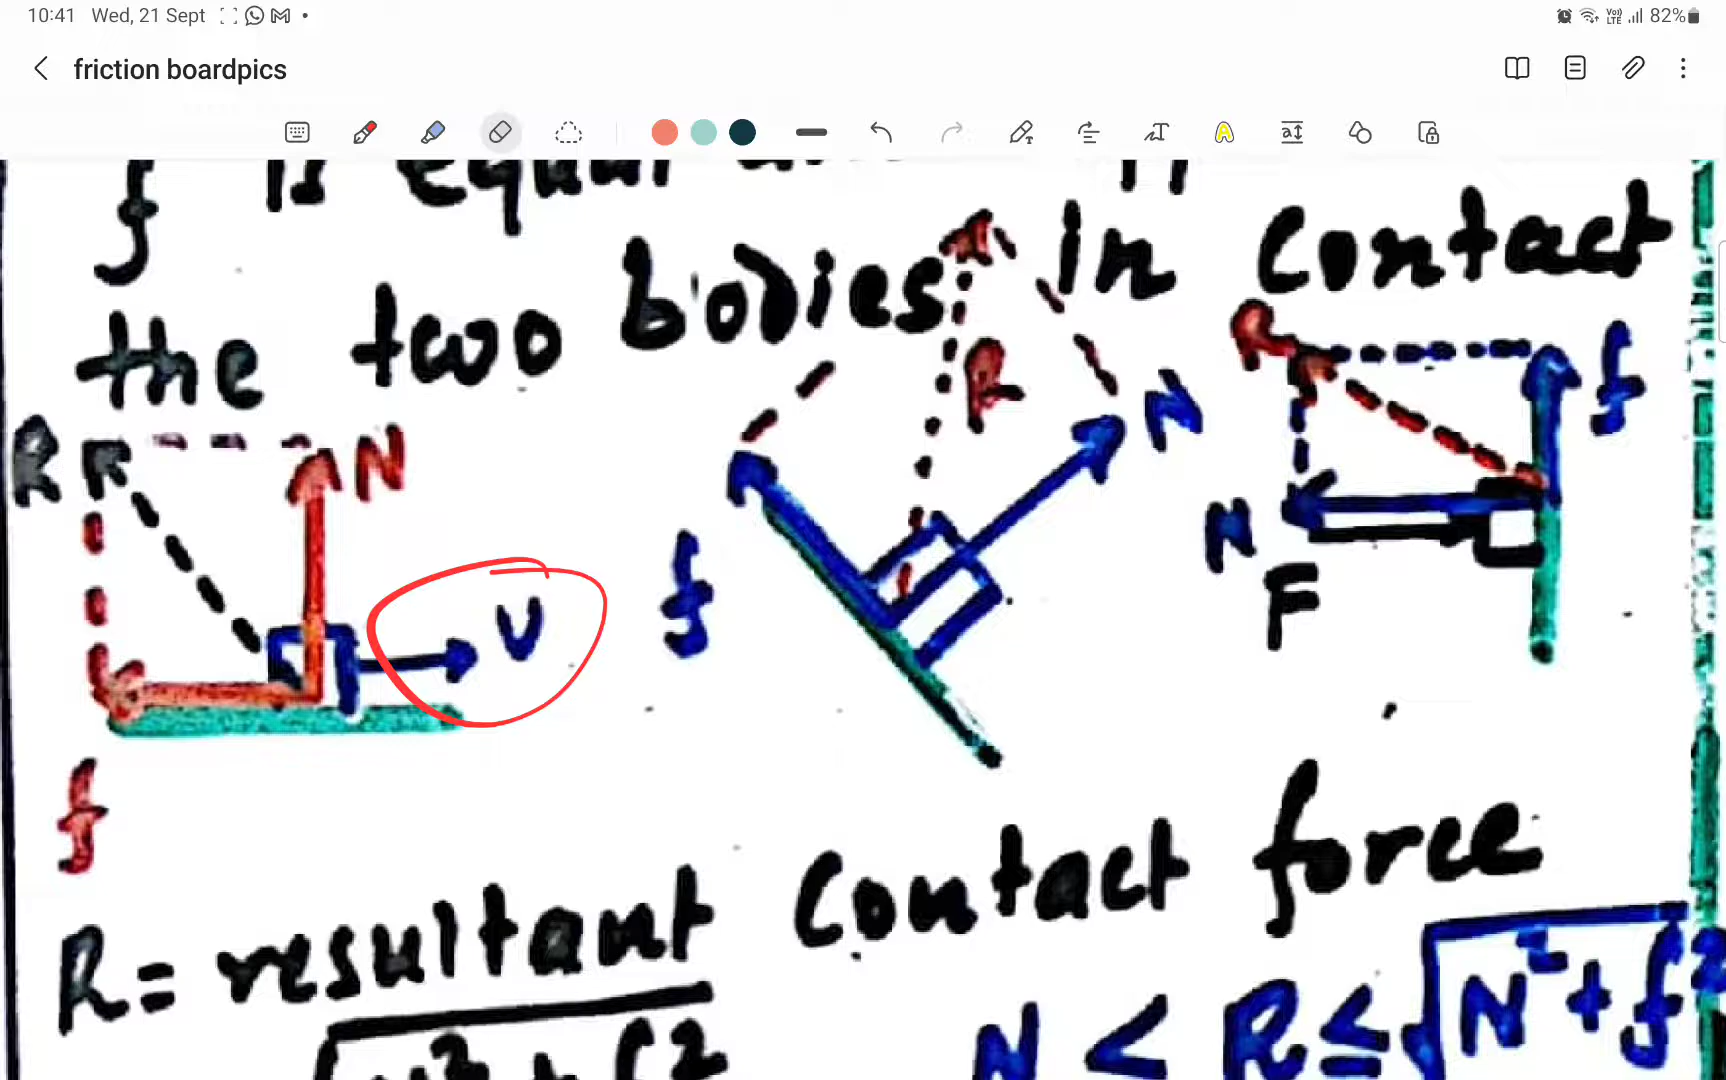 10:41 Wed, 21 Sept
82%
friction boardpics
f is equal
the two bodies in contact
R
N
V
f
R
N
f
R
f
N
F
R = resultant Contact force
N < R ≤ √N² + f²